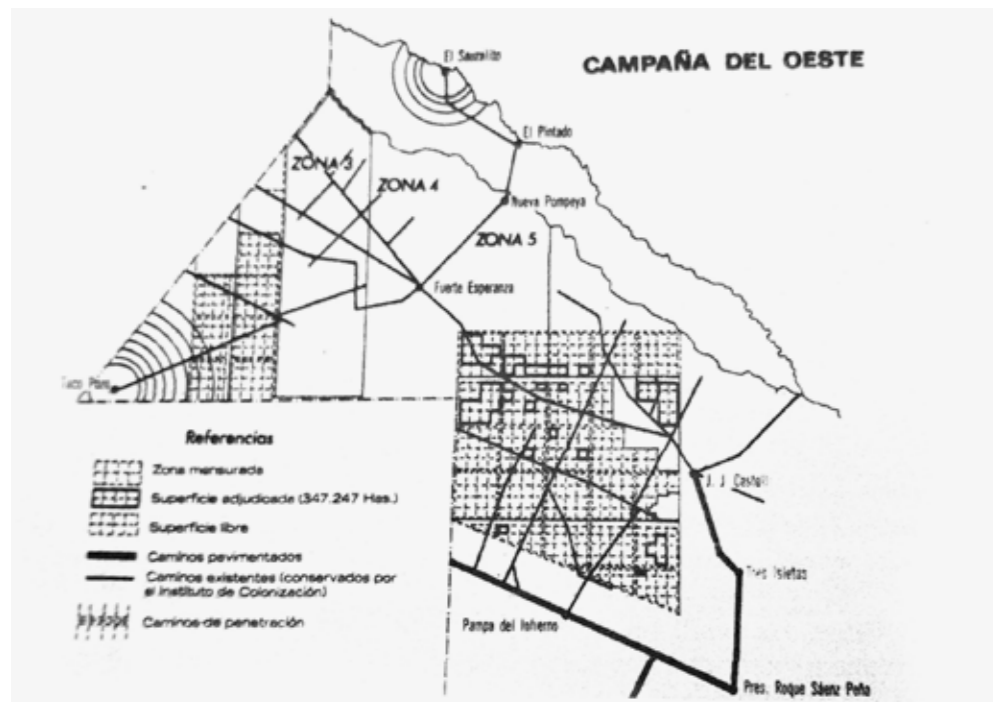 CAMPAÑA DEL OESTE
El Sauzalito
El Pintado
ZONA 3
ZONA 4
Nueva Pompeya
ZONA 5
Fuerte Esperanza
Taco Pozo
Referencias
Zona mensurada
Superficie adjudicada (347.247 Has.)
Superficie libre
Caminos pavimentados
Caminos existentes (conservados por
el Instituto de Colonización)
Caminos de penetración
J. J. Castelli
Tres Isletas
Pampa del Infierno
Pres. Roque Sáenz Peña